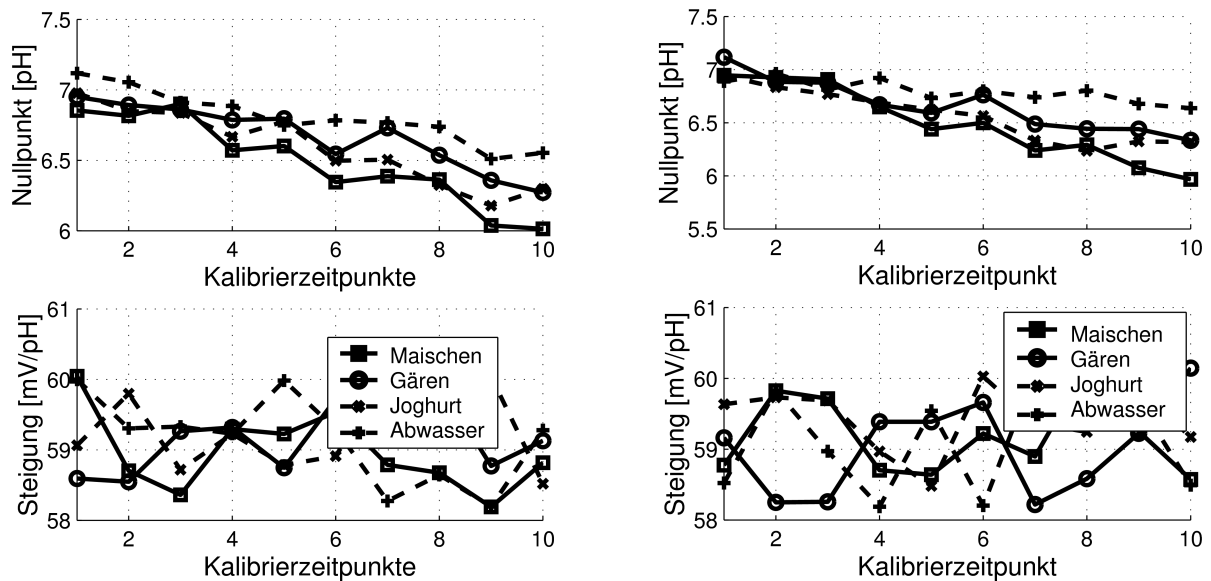 Nullpunkt [pH]
7.5
7
6.5
6
2
4
6
8
10
Kalibrierzeitpunkte
Nullpunkt [pH]
7.5
7
6.5
6
5.5
2
4
6
8
10
Kalibrierzeitpunkt
Steigung [mV/pH]
61
60
59
58
Maischen
Gären
Joghurt
Abwasser
2
4
6
8
10
Kalibrierzeitpunkte
Steigung [mV/pH]
61
60
59
58
Maischen
Gären
Joghurt
Abwasser
2
4
6
8
10
Kalibrierzeitpunkt